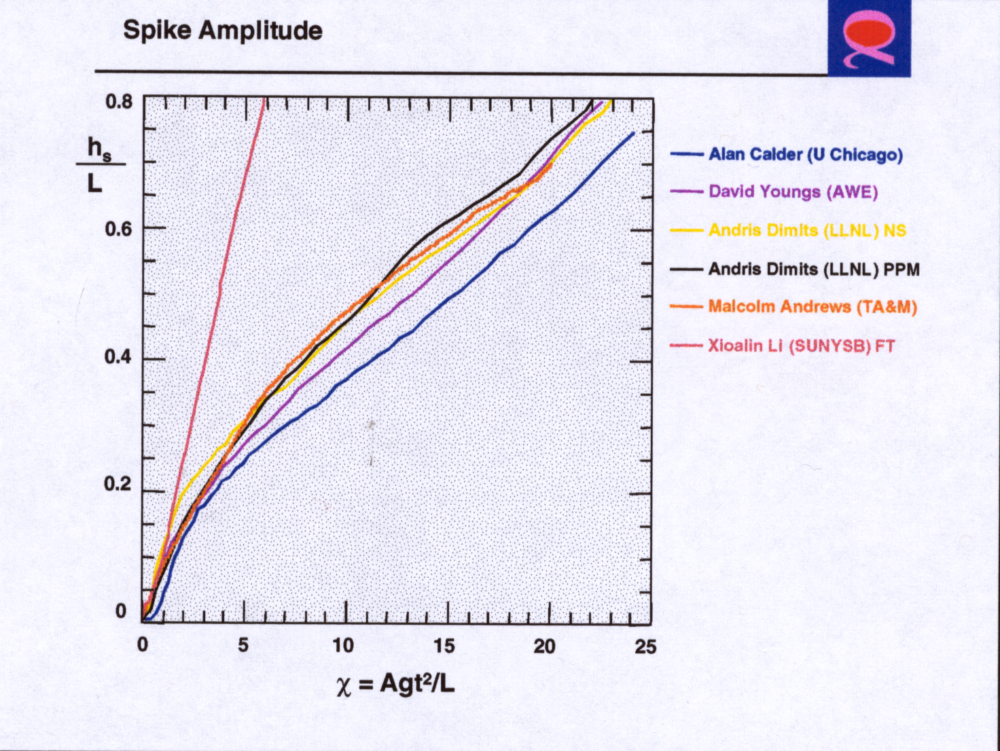 Spike Amplitude
0.8
hs
L
0.6
0.4
0.2
0
0 5 10 15 20 25
χ = Agt²/L
Alan Calder (U Chicago)
David Youngs (AWE)
Andris Dimits (LLNL) NS
Andris Dimits (LLNL) PPM
Malcolm Andrews (TA&M)
Xioalin Li (SUNYSB) FT